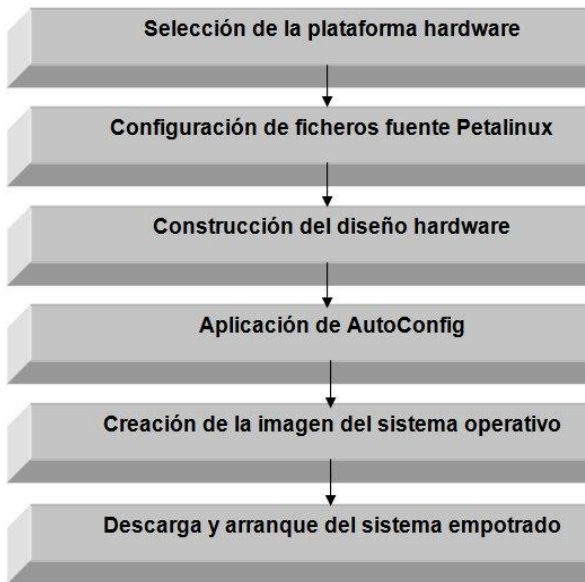 Selección de la plataforma hardware
Configuración de ficheros fuente Petalinux
Construcción del diseño hardware
Aplicación de AutoConfig
Creación de la imagen del sistema operativo
Descarga y arranque del sistema empotrado